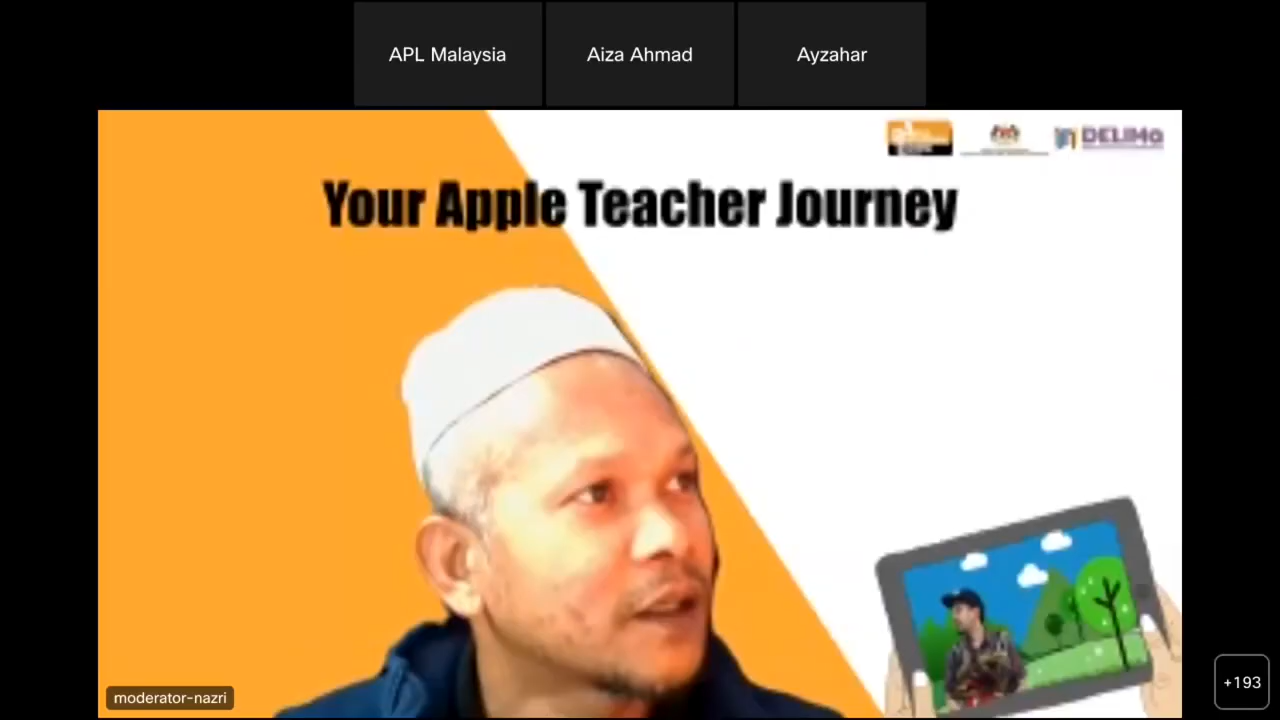 APL Malaysia
Aiza Ahmad
Ayzahar
DELIMa
Your Apple Teacher Journey
moderator-nazri
+193